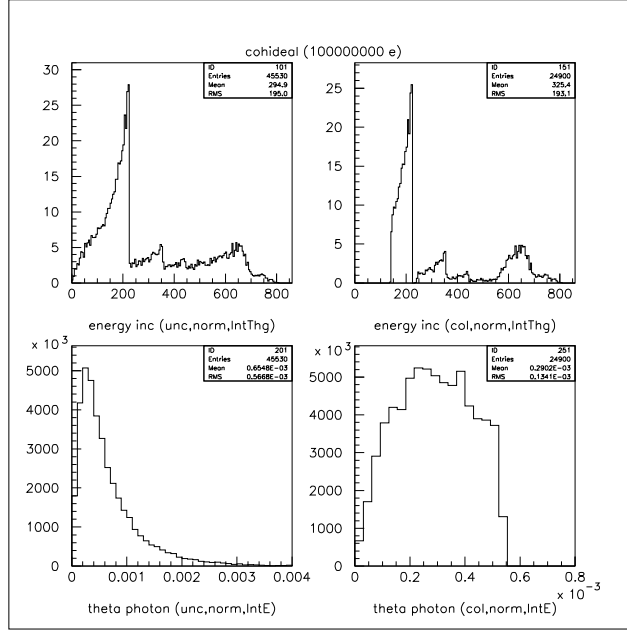 cohideal (100000000 e)
ID 101
Entries 45530
Mean 294.9
RMS 195.0
30
25
20
15
10
5
0
0 200 400 600 800
energy inc (unc,norm,IntThg)
ID 151
Entries 24900
Mean 325.4
RMS 193.1
25
20
15
10
5
0
0 200 400 600 800
energy inc (col,norm,IntThg)
x 10 3
ID 201
Entries 45530
Mean 0.6548E-03
RMS 0.5668E-03
5000
4000
3000
2000
1000
0
0 0.001 0.002 0.003 0.004
theta photon (unc,norm,IntE)
x 10 3
ID 251
Entries 24900
Mean 0.2902E-03
RMS 0.1341E-03
5000
4000
3000
2000
1000
0
0 0.2 0.4 0.6 0.8
x 10 -3
theta photon (col,norm,IntE)